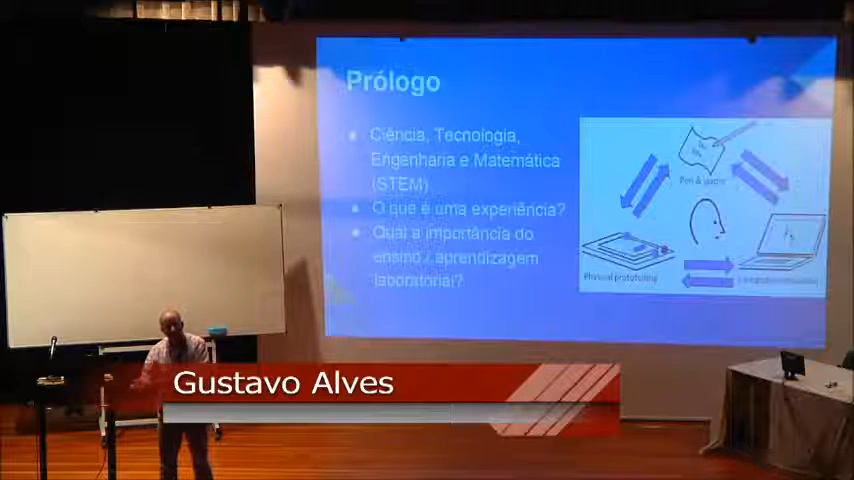 Prólogo
Ciência, Tecnologia,
Engenharia e Matemática
(STEM)
O que é uma experiência?
Qual a importância do
ensino / aprendizagem
laboratorial?
Pen & paper
Physical prototyping
Gustavo Alves